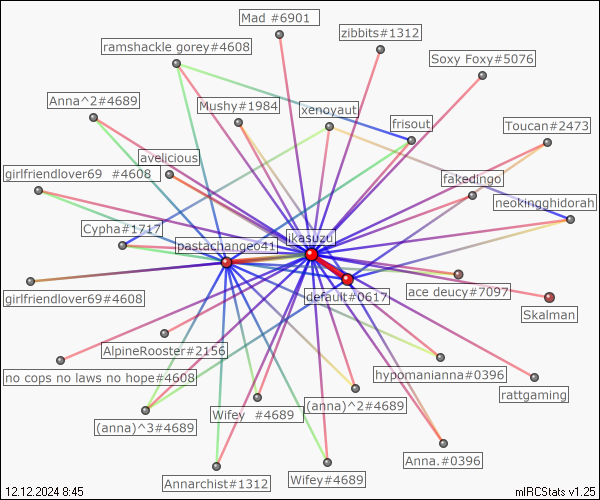 Mad #6901
zibbits#1312
ramshackle gorey#4608
Soxy Foxy#5076
Anna^2#4689
Mushy#1984
xenoyaut
frisout
Toucan#2473
avelicious
girlfriendlover69 #4608
fakedingo
neokingghidorah
Cypha#1717
pastachangeo41
ikasuzu
girlfriendlover69#4608
default#0617
ace deucy#7097
Skalman
AlpineRooster#2156
no cops no laws no hope#4608
hypomanianna#0396
rattgaming
(anna)^3#4689
Wifey #4689
(anna)^2#4689
Anna.#0396
Annarchist#1312
Wifey#4689
12.12.2024 8:45
mIRCStats v1.25